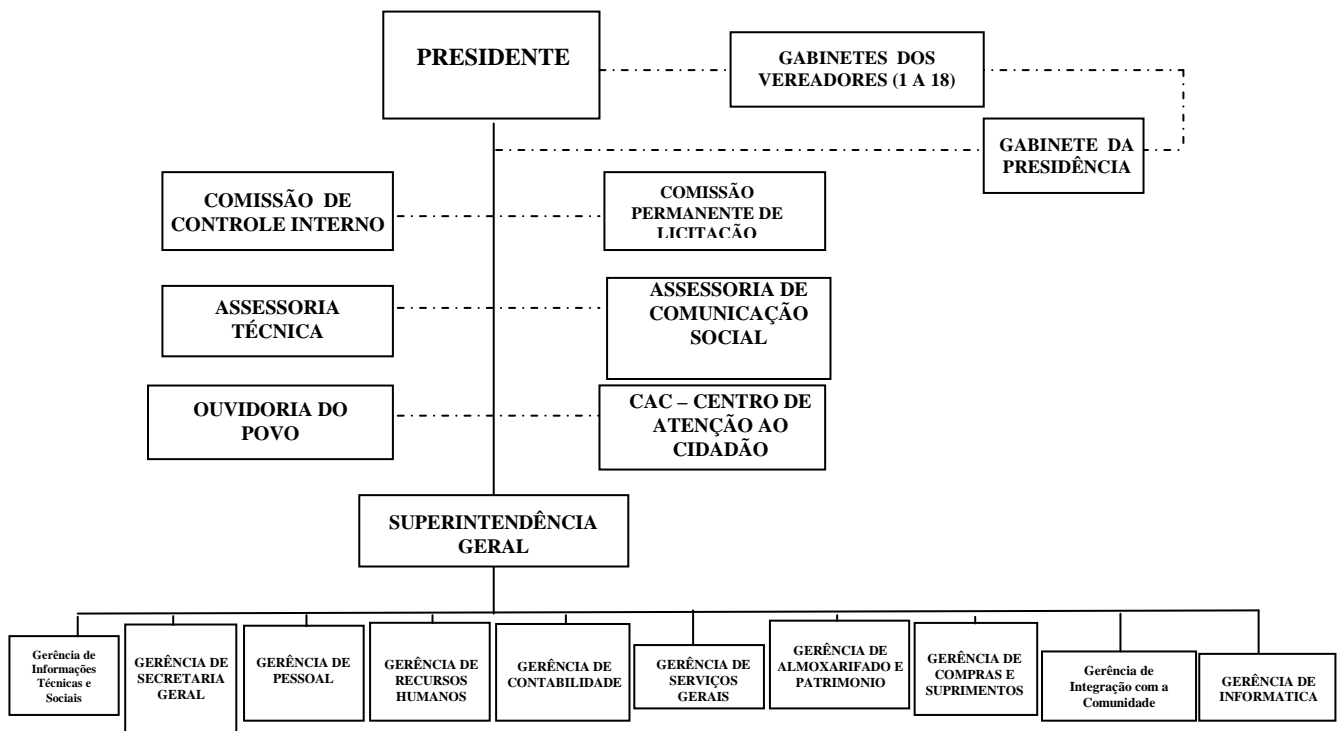 PRESIDENTE
GABINETES DOS
VEREADORES (1 A 18)
GABINETE DA
PRESIDÊNCIA
COMISSÃO DE
CONTROLE INTERNO
COMISSÃO
PERMANENTE DE
LICITAÇÃO
ASSESSORIA
TÉCNICA
ASSESSORIA DE
COMUNICAÇÃO
SOCIAL
OUVIDORIA DO
POVO
CAC – CENTRO DE
ATENÇÃO AO
CIDADÃO
SUPERINTENDÊNCIA
GERAL
Gerência de
Informações
Técnicas e
Sociais
GERÊNCIA DE
SECRETARIA
GERAL
GERÊNCIA DE
PESSOAL
GERÊNCIA DE
RECURSOS
HUMANOS
GERÊNCIA DE
CONTABILIDADE
GERÊNCIA DE
SERVIÇOS
GERAIS
GERÊNCIA DE
ALMOXARIFADO E
PATRIMONIO
GERÊNCIA DE
COMPRAS E
SUPRIMENTOS
Gerência de
Integração com a
Comunidade
GERÊNCIA DE
INFORMATICA